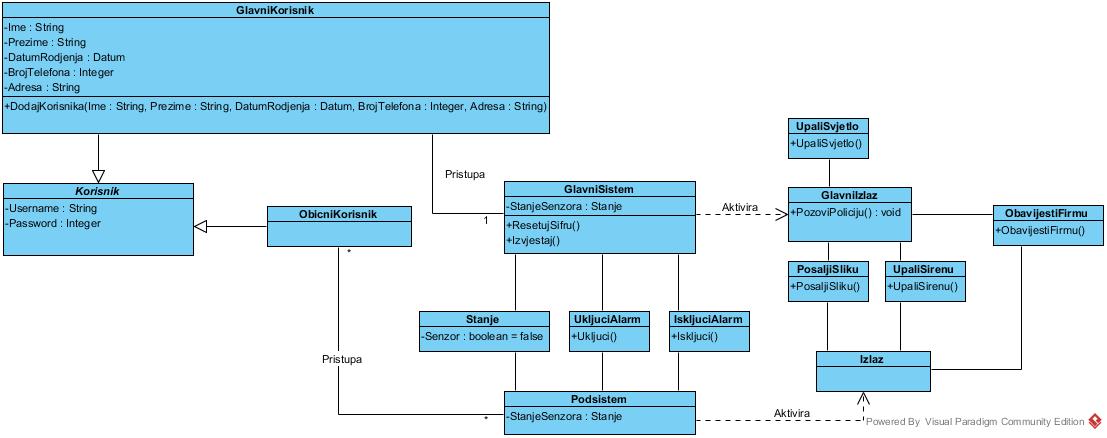 GlavniKorisnik
-Ime : String
-Prezime : String
-DatumRodjenja : Datum
-BrojTelefona : Integer
-Adresa : String
+DodajKorisnika(Ime : String, Prezime : String, DatumRodjenja : Datum, BrojTelefona : Integer, Adresa : String)
Korisnik
-Username : String
-Password : Integer
ObicniKorisnik
*
Pristupa
1
GlavniSistem
-StanjeSenzora : Stanje
+ResetujSifru()
+Izvjestaj()
Aktivira
UpaliSvjetlo
+UpaliSvjetlo()
GlavniIzlaz
+PozoviPoliciju() : void
ObavijestiFirmu
+ObavijestiFirmu()
PosaljiSliku
+PosaljiSliku()
UpaliSirenu
+UpaliSirenu()
Stanje
-Senzor : boolean = false
UkljuciAlarm
+Ukljuci()
IskljuciAlarm
+Iskljuci()
Izlaz
Pristupa
*
Podsistem
-StanjeSenzora : Stanje
Aktivira
Powered By Visual Paradigm Community Edition